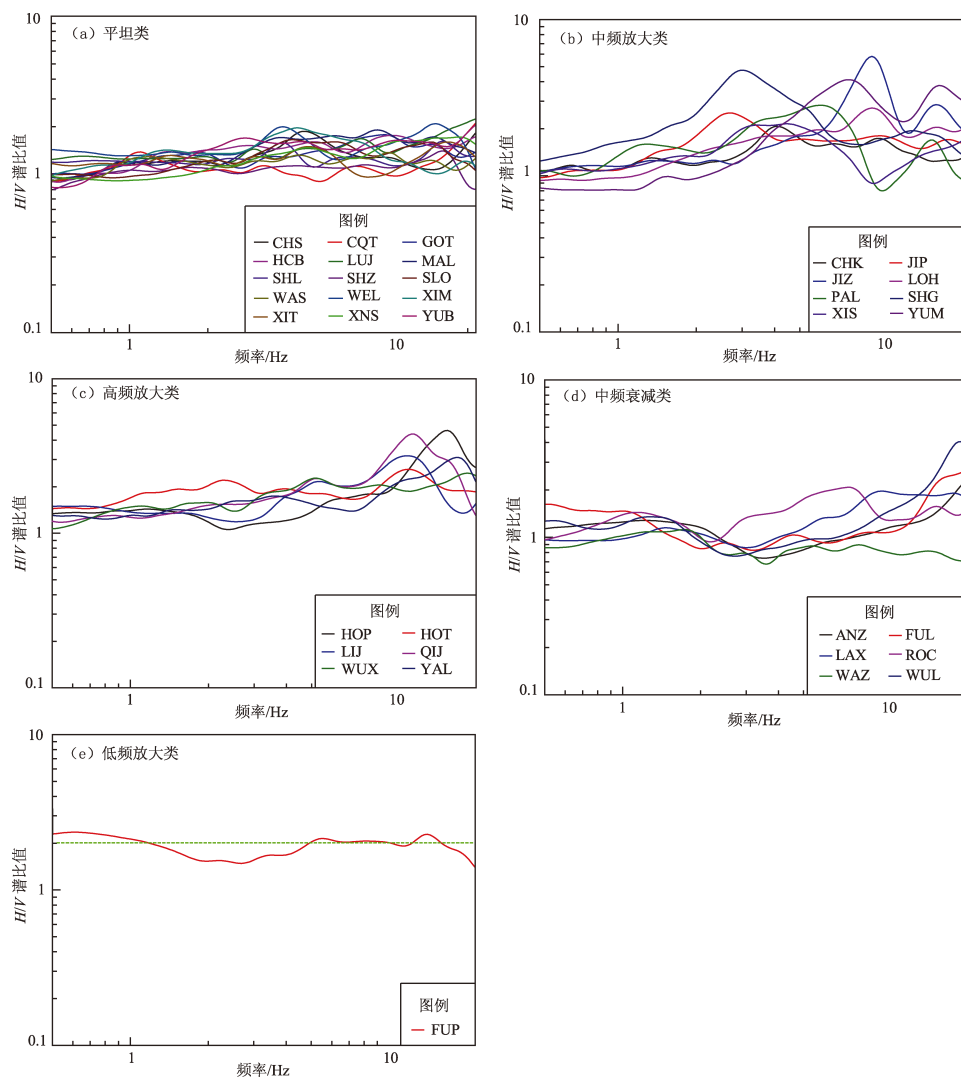 (a)平坦类
10
1
0.1
H/V 谱比值
图例
CHS CQT GOT
HCB LUJ MAL
SHL SHZ SLO
WAS WEL XIM
XIT XNS YUB
1 10
频率/Hz
(b)中频放大类
10
1
0.1
H/V 谱比值
图例
CHK JIP
JIZ LOH
PAL SHG
XIS YUM
1 10
频率/Hz
(c)高频放大类
10
1
0.1
H/V 谱比值
图例
HOP HOT
LIJ QIJ
WUX YAL
1 10
频率/Hz
(d)中频衰减类
10
1
0.1
H/V 谱比值
图例
ANZ FUL
LAX ROC
WAZ WUL
1 10
频率/Hz
(e)低频放大类
10
1
0.1
H/V 谱比值
图例
FUP
1 10
频率/Hz